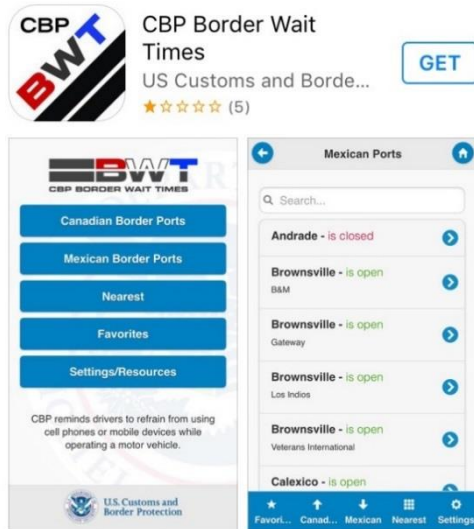 CBP
BWT
CBP Border Wait
Times
US Customs and Borde...
(5)
GET
BWT
CBP BORDER WAIT TIMES
Canadian Border Ports
Mexican Border Ports
Nearest
Favorites
Settings/Resources
CBP reminds drivers to refrain from using
cell phones or mobile devices while
operating a motor vehicle.
U.S. Customs and
Border Protection
Mexican Ports
Search...
Andrade - is closed
Brownsville - is open
B&M
Brownsville - is open
Gateway
Brownsville - is open
Los Indios
Brownsville - is open
Veterans International
Calexico - is open
Favori... Canad... Mexican Nearest Settings